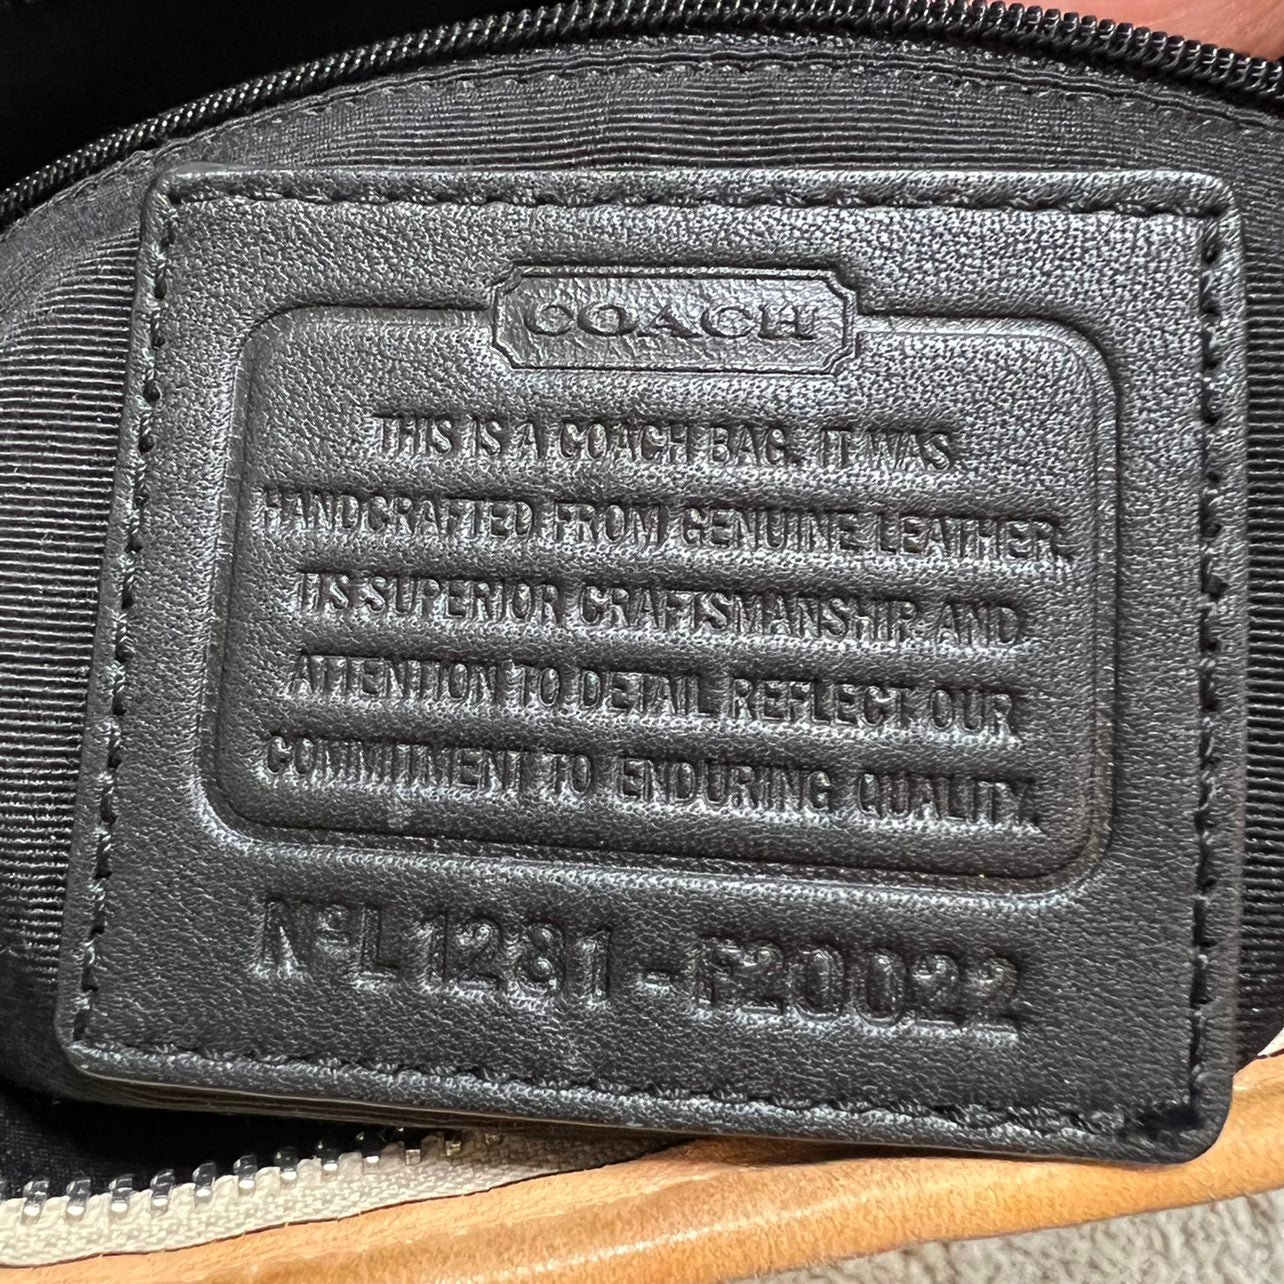 COACH
THIS IS A COACH BAG. IT WAS
HANDCRAFTED FROM GENUINE LEATHER.
ITS SUPERIOR CRAFTSMANSHIP AND
ATTENTION TO DETAIL REFLECT OUR
COMMITMENT TO ENDURING QUALITY.
Nº L1281-F20022